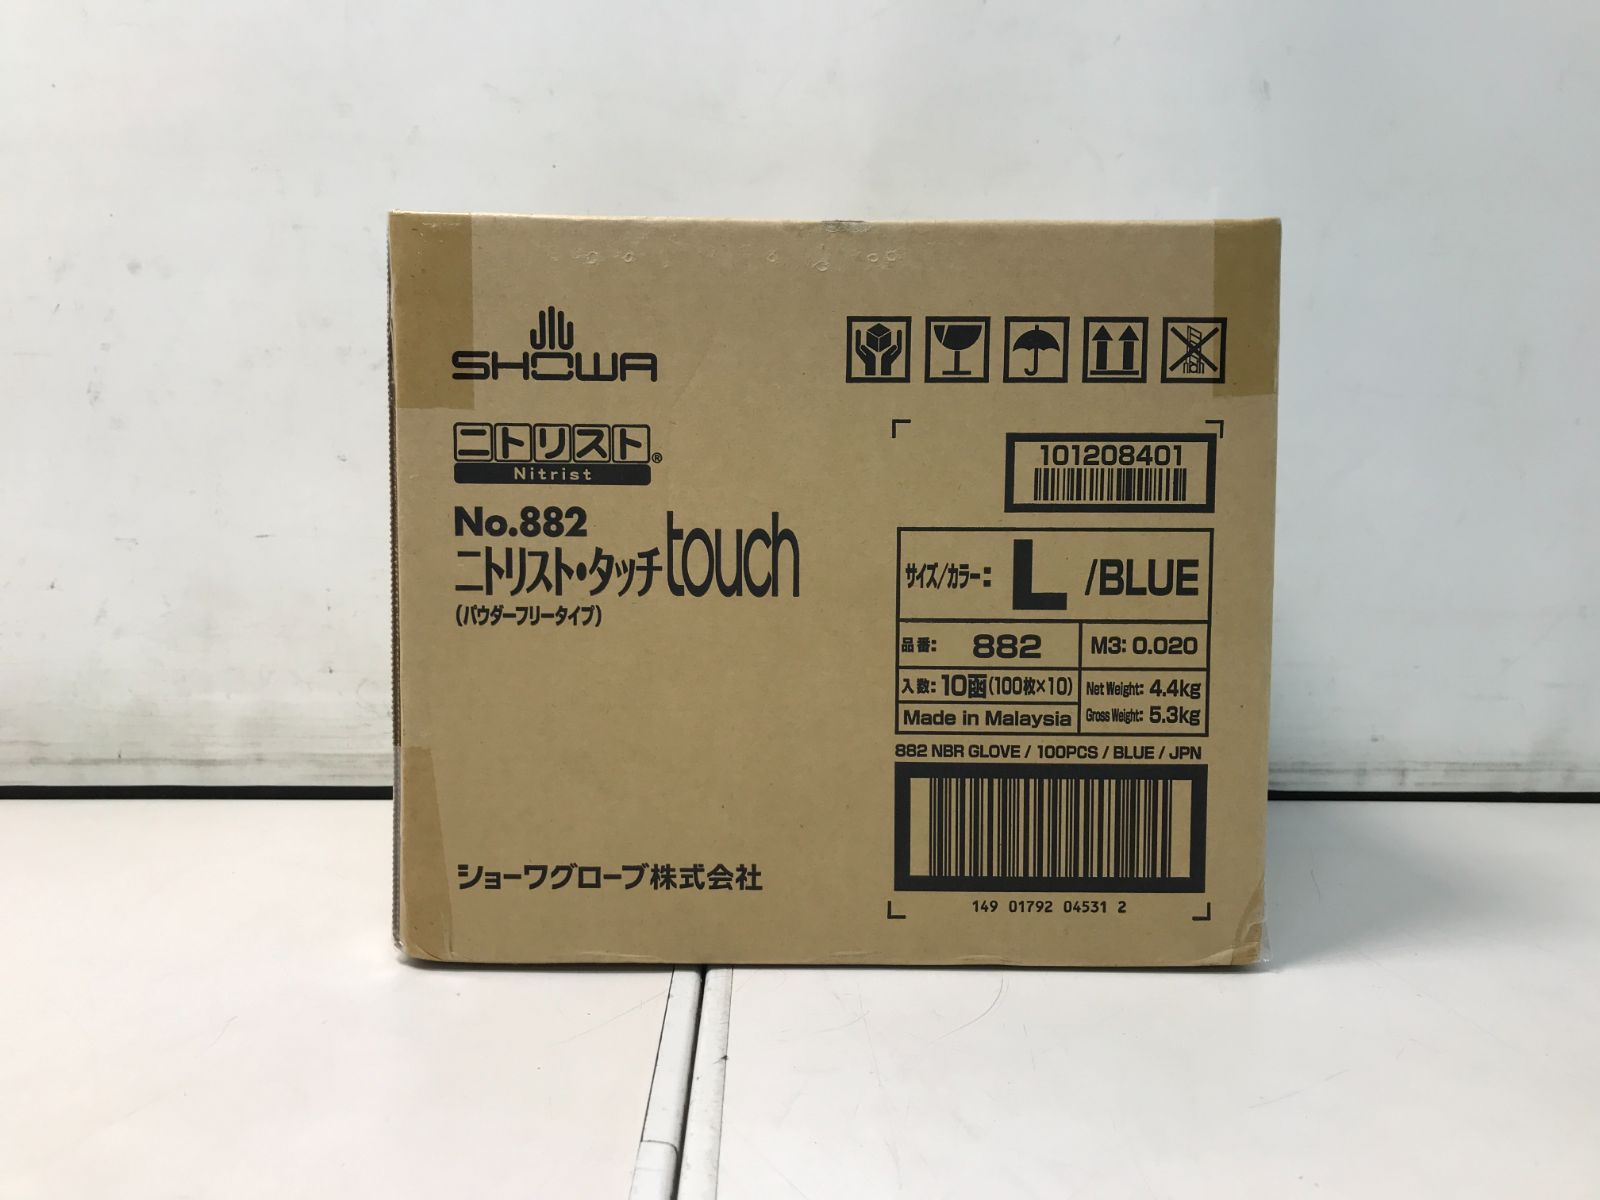 SHOWA
ニトリスト®
Nitrist
No.882
ニトリスト・タッチtouch
(パウダーフリータイプ)
ショーワグローブ株式会社
101208401
サイズ/カラー: L /BLUE
品番: 882
M3: 0.020
入数: 10函(100枚×10)
Net Weight: 4.4kg
Gross Weight: 5.3kg
Made in Malaysia
882 NBR GLOVE / 100PCS / BLUE / JPN
149 01792 04531 2